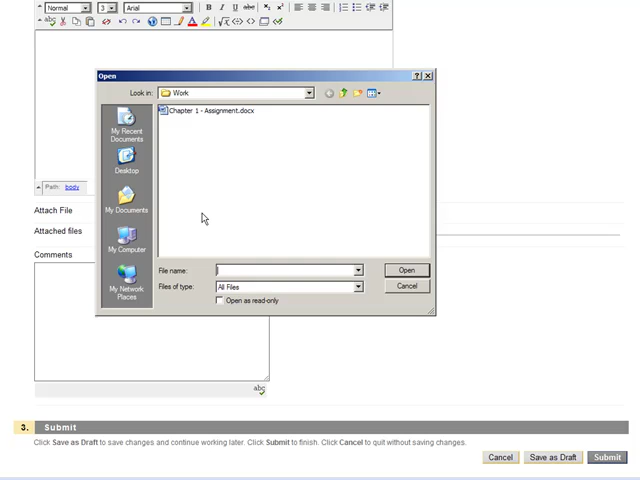 Normal 3 Arial B I U abc
abc
Open
Look in: Work
Chapter 1 - Assignment.docx
My Recent
Documents
Desktop
My Documents
My Computer
My Network
Places
File name: Open
Files of type: All Files Cancel
Open as read-only
Path: body
Attach File
Attached files
Comments
abc
3. Submit
Click Save as Draft to save changes and continue working later. Click Submit to finish. Click Cancel to quit without saving changes.
Cancel Save as Draft Submit